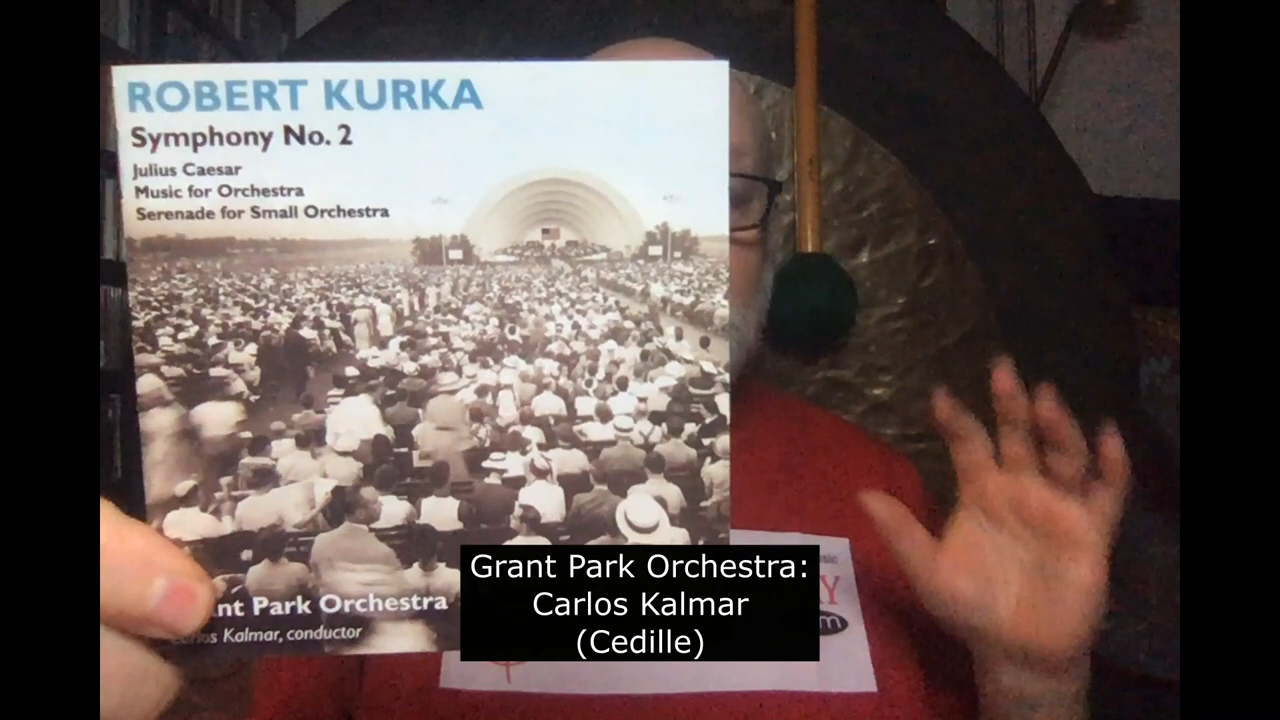 ROBERT KURKA
Symphony No. 2
Julius Caesar
Music for Orchestra
Serenade for Small Orchestra
Park Orchestra
Kalmar, conductor
Grant Park Orchestra:
Carlos Kalmar
(Cedille)